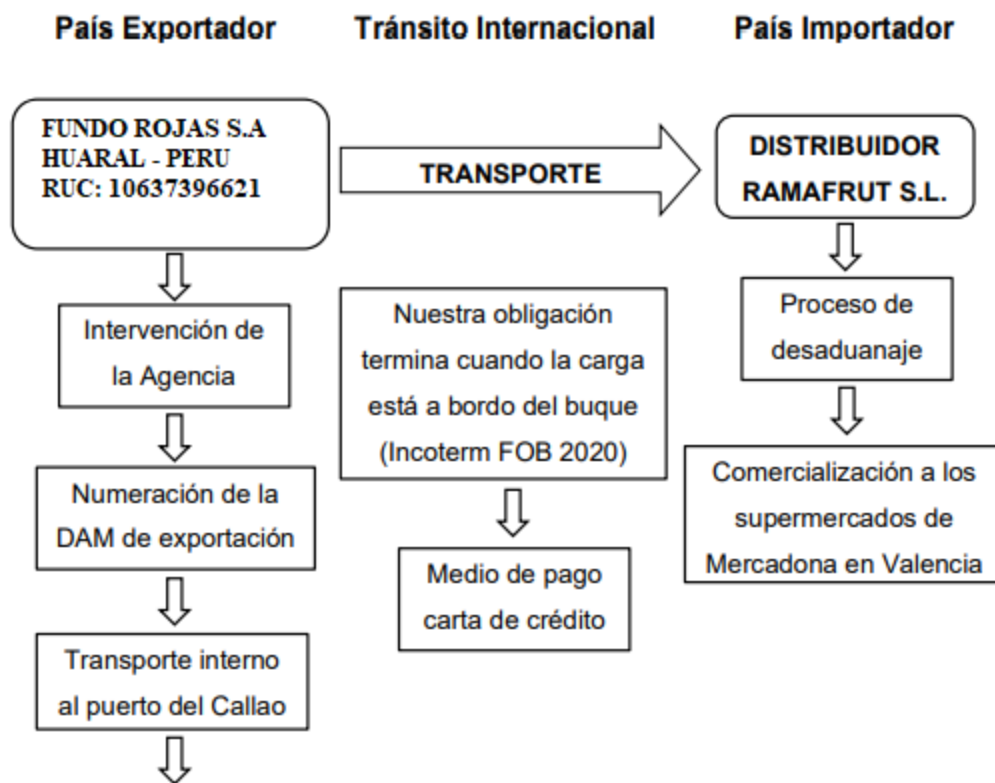 País Exportador
Tránsito Internacional
País Importador
FUNDO ROJAS S.A
HUARAL - PERU
RUC: 10637396621
TRANSPORTE
DISTRIBUIDOR
RAMAFRUT S.L.
Intervención de
la Agencia
Numeración de la
DAM de exportación
Transporte interno
al puerto del Callao
Nuestra obligación
termina cuando la carga
está a bordo del buque
(Incoterm FOB 2020)
Medio de pago
carta de crédito
Proceso de
desaduanaje
Comercialización a los
supermercados de
Mercadona en Valencia